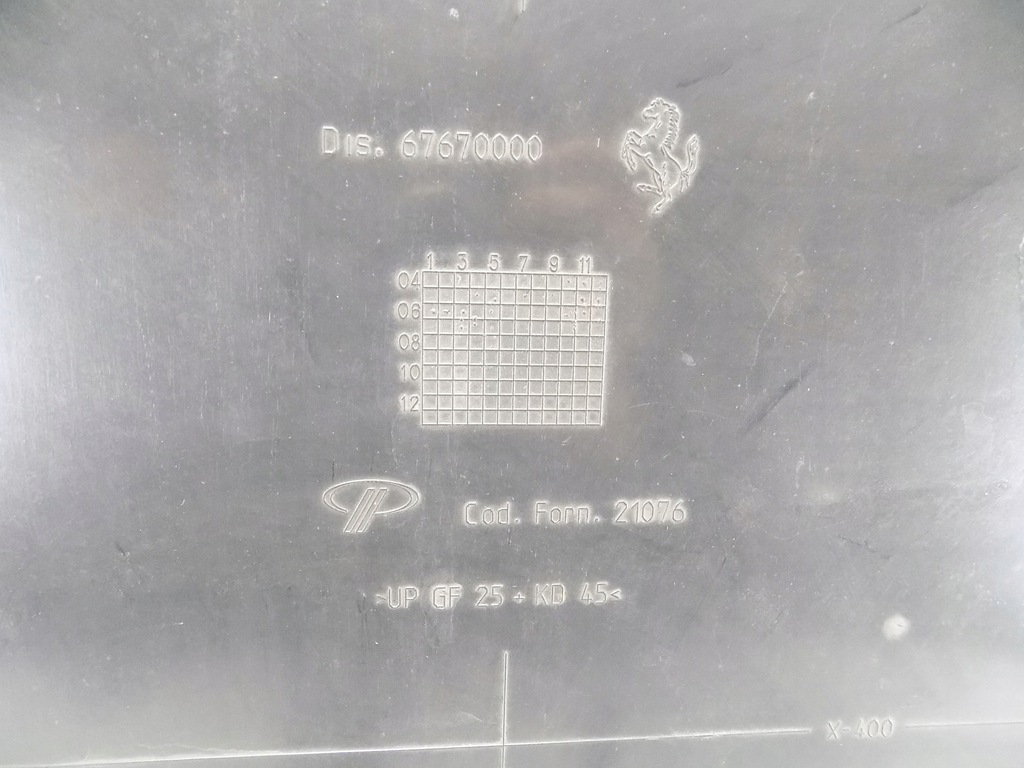 Dis. 67670000
1 3 5 7 9 11
04
06
08
10
12
Cod. Forn. 21076
>UP GF 25 + KD 45<
X-400